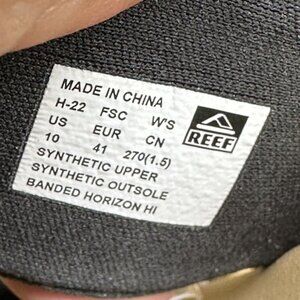 MADE IN CHINA
H-22 FSC W'S
US EUR CN
10 41 270(1.5)
SYNTHETIC UPPER
SYNTHETIC OUTSOLE
BANDED HORIZON HI
REEF